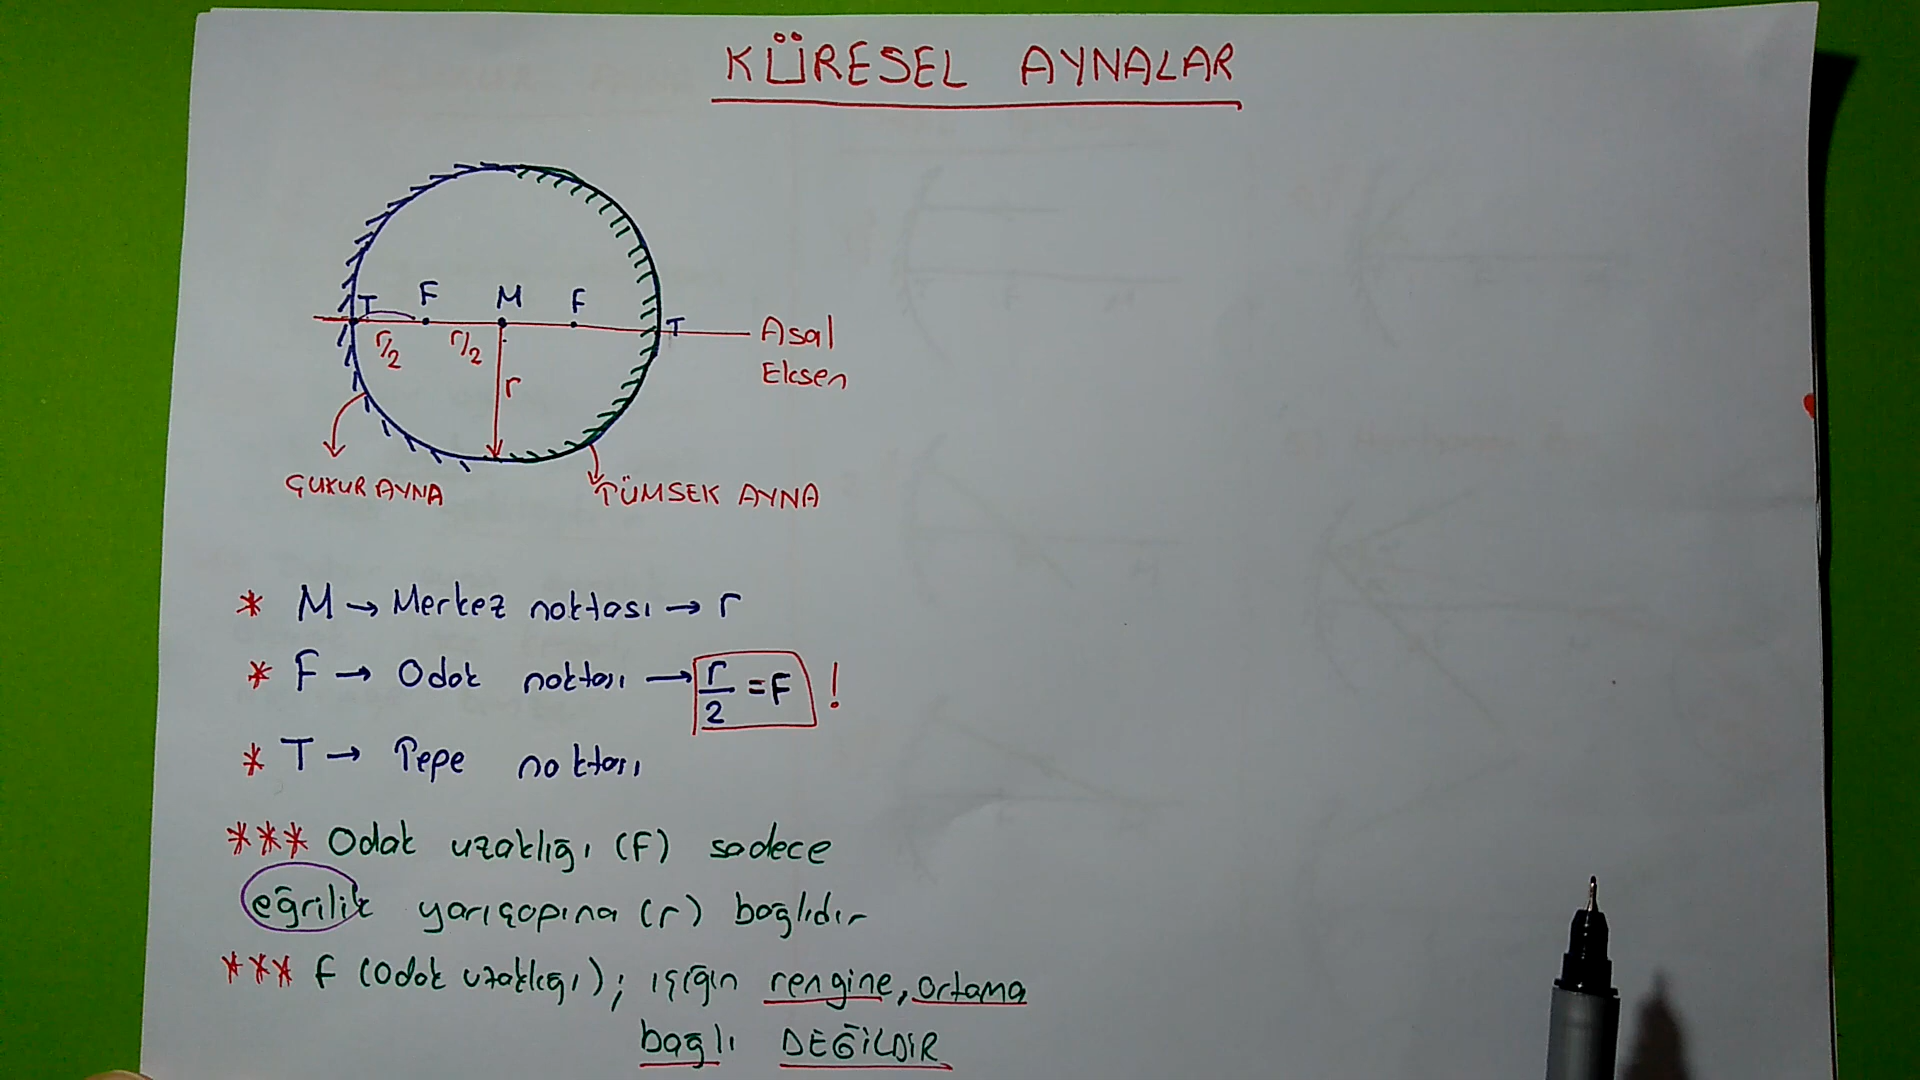 KÜRESEL AYNALAR
T F M F T
r/2 r/2 r
Asal
Eksen
ÇUKUR AYNA
TÜMSEK AYNA
* M → Merkez noktası → r
* F → Odak noktası → r/2 = F !
* T → Tepe noktası
*** Odak uzaklığı (F) sadece
eğrilik yarıçapına (r) bağlıdır
*** f (Odak uzaklığı); ışığın rengine, ortama
bağlı DEĞİLDİR